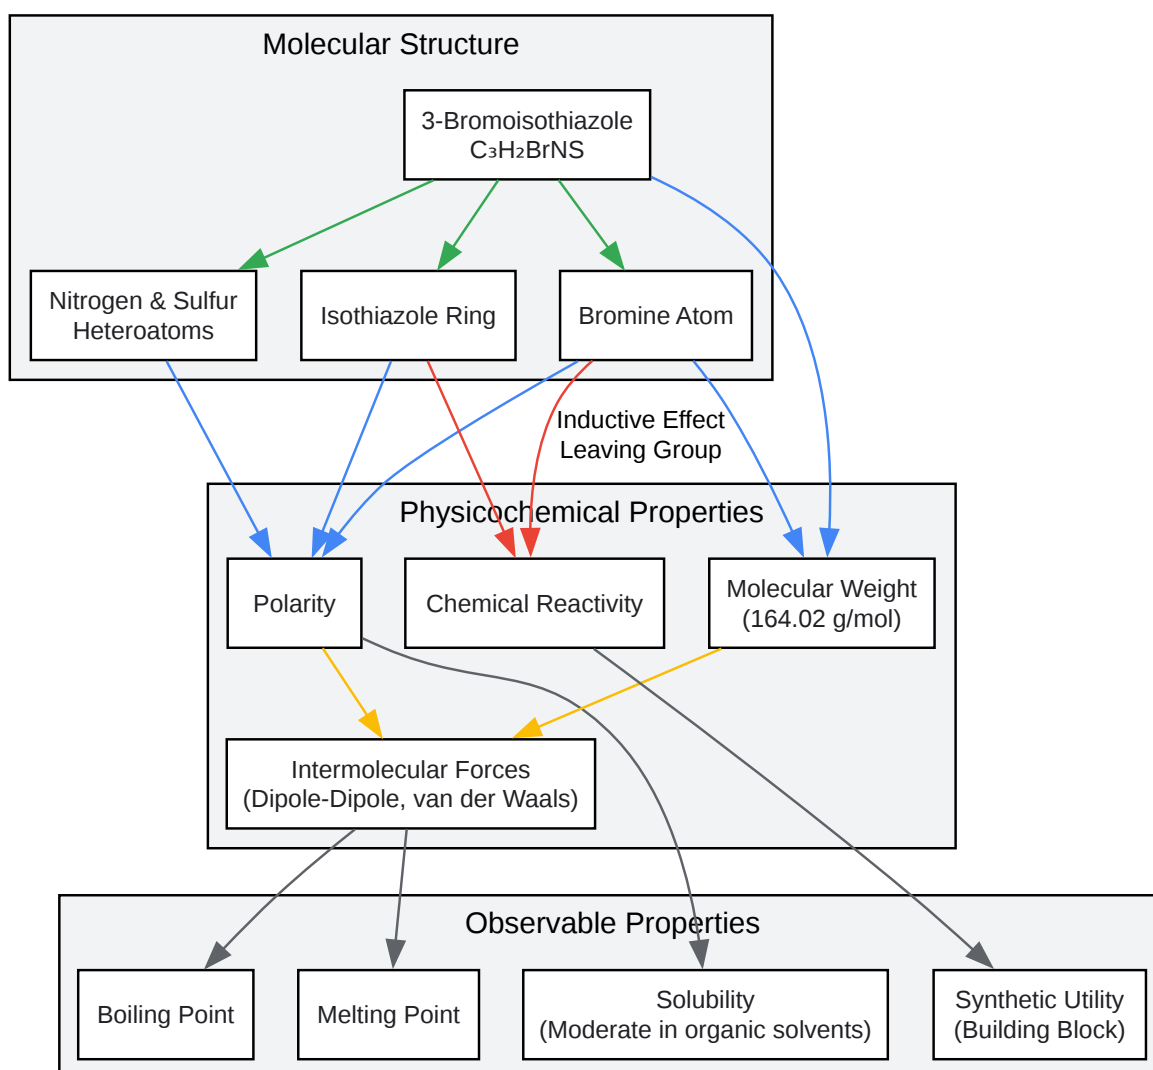 Molecular Structure
3-Bromoisothiazole
C₃H₂BrNS
Nitrogen & Sulfur
Heteroatoms
Isothiazole Ring
Bromine Atom
Inductive Effect
Leaving Group
Physicochemical Properties
Polarity
Chemical Reactivity
Molecular Weight
(164.02 g/mol)
Intermolecular Forces
(Dipole-Dipole, van der Waals)
Observable Properties
Boiling Point
Melting Point
Solubility
(Moderate in organic solvents)
Synthetic Utility
(Building Block)